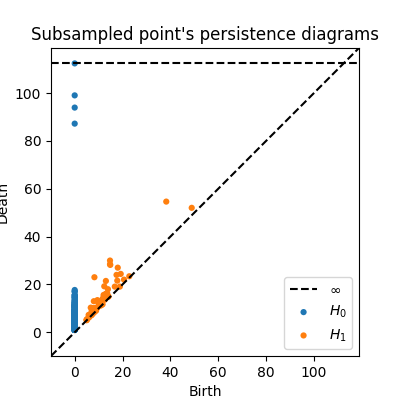 Subsampled point's persistence diagrams
Death
100
80
60
40
20
0
∞
H₀
H₁
0 20 40 60 80 100
Birth